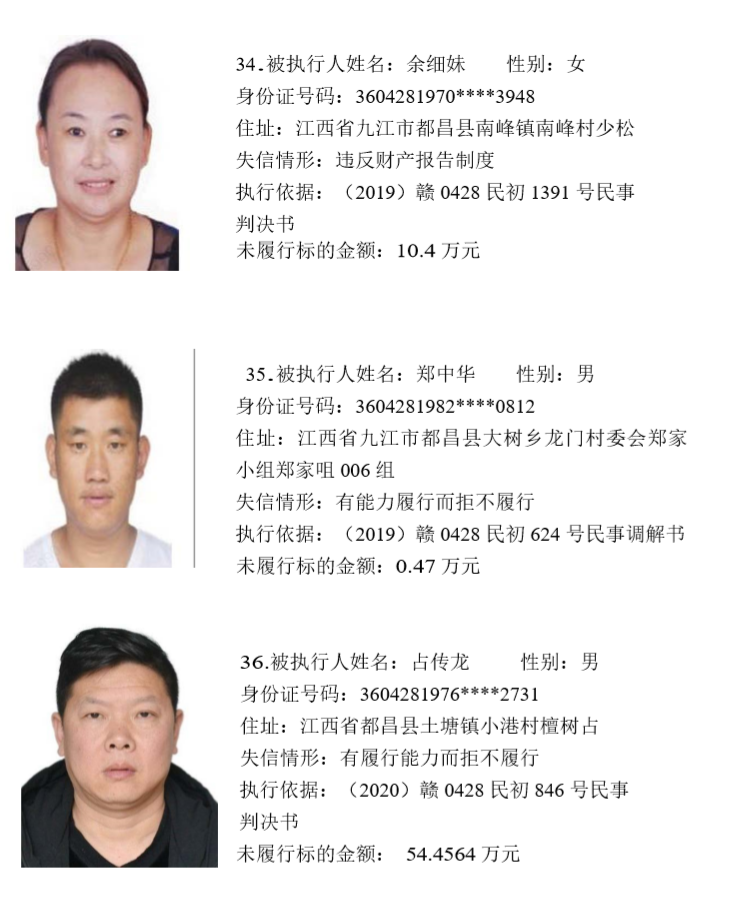 34.被执行人姓名：余细妹 性别：女
身份证号码：3604281970****3948
住址：江西省九江市都昌县南峰镇南峰村少松
失信情形：违反财产报告制度
执行依据：（2019）赣 0428 民初 1391 号民事
判决书
未履行标的金额：10.4 万元
35.被执行人姓名：郑中华 性别：男
身份证号码：3604281982****0812
住址：江西省九江市都昌县大树乡龙门村委会郑家
小组郑家咀 006 组
失信情形：有能力履行而拒不履行
执行依据：（2019）赣 0428 民初 624 号民事调解书
未履行标的金额：0.47 万元
36.被执行人姓名：占传龙 性别：男
身份证号码：3604281976****2731
住址：江西省都昌县土塘镇小港村檀树占
失信情形：有履行能力而拒不履行
执行依据：（2020）赣 0428 民初 846 号民事
判决书
未履行标的金额： 54.4564 万元